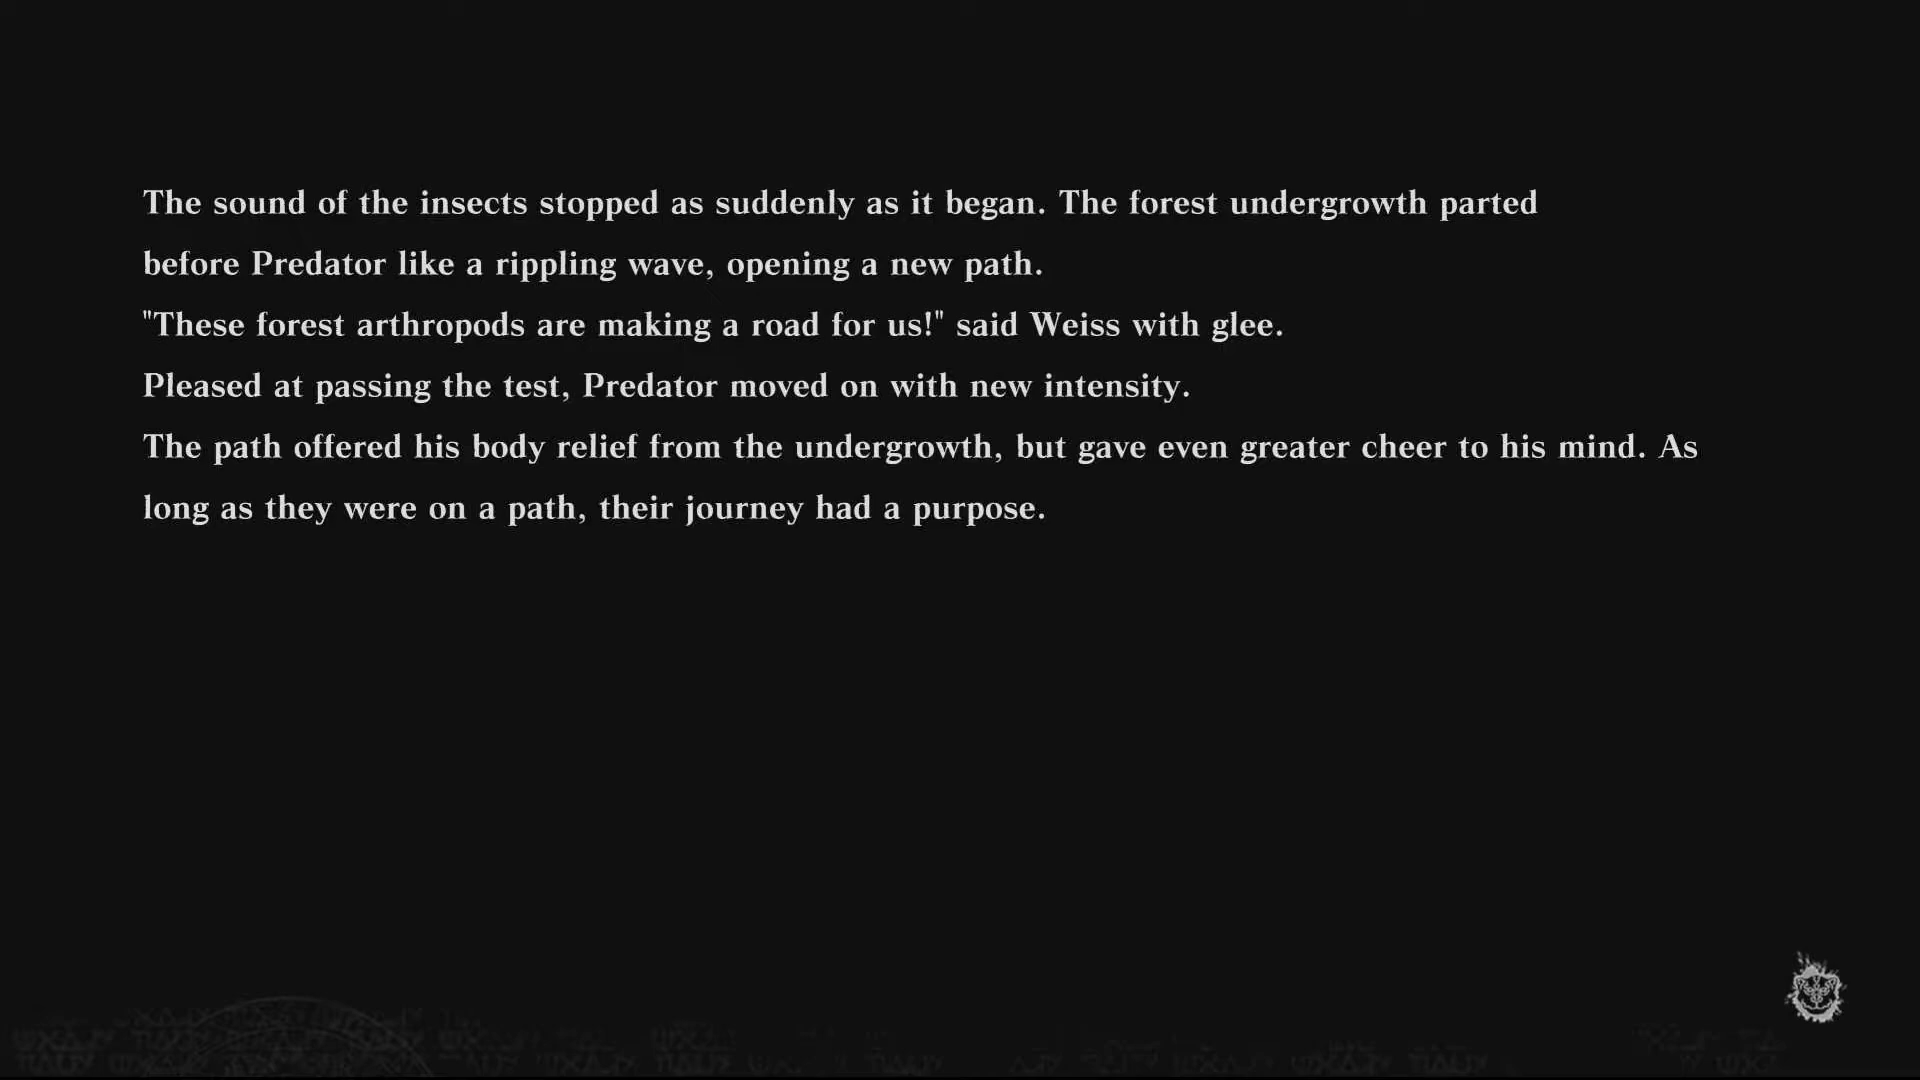 The sound of the insects stopped as suddenly as it began. The forest undergrowth parted
before Predator like a rippling wave, opening a new path.
"These forest arthropods are making a road for us!" said Weiss with glee.
Pleased at passing the test, Predator moved on with new intensity.
The path offered his body relief from the undergrowth, but gave even greater cheer to his mind. As
long as they were on a path, their journey had a purpose.